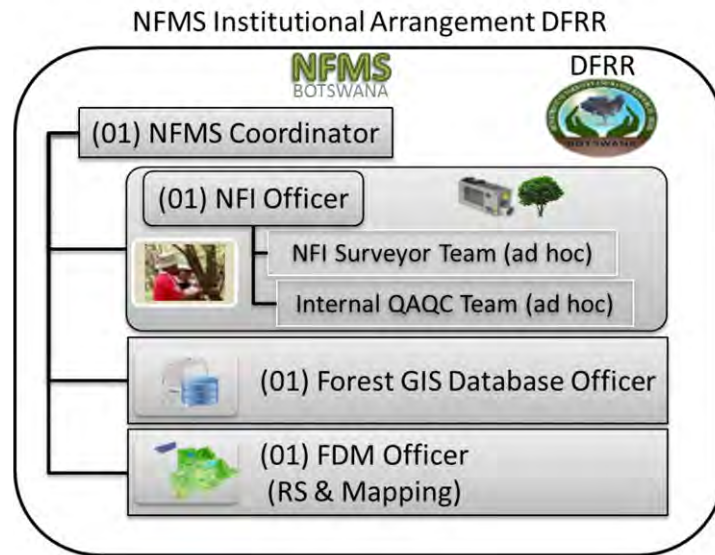 NFMS Institutional Arrangement DFRR
NFMS
BOTSWANA
DFRR
BOTSWANA
(01) NFMS Coordinator
(01) NFI Officer
NFI Surveyor Team (ad hoc)
Internal QAQC Team (ad hoc)
(01) Forest GIS Database Officer
(01) FDM Officer
(RS & Mapping)